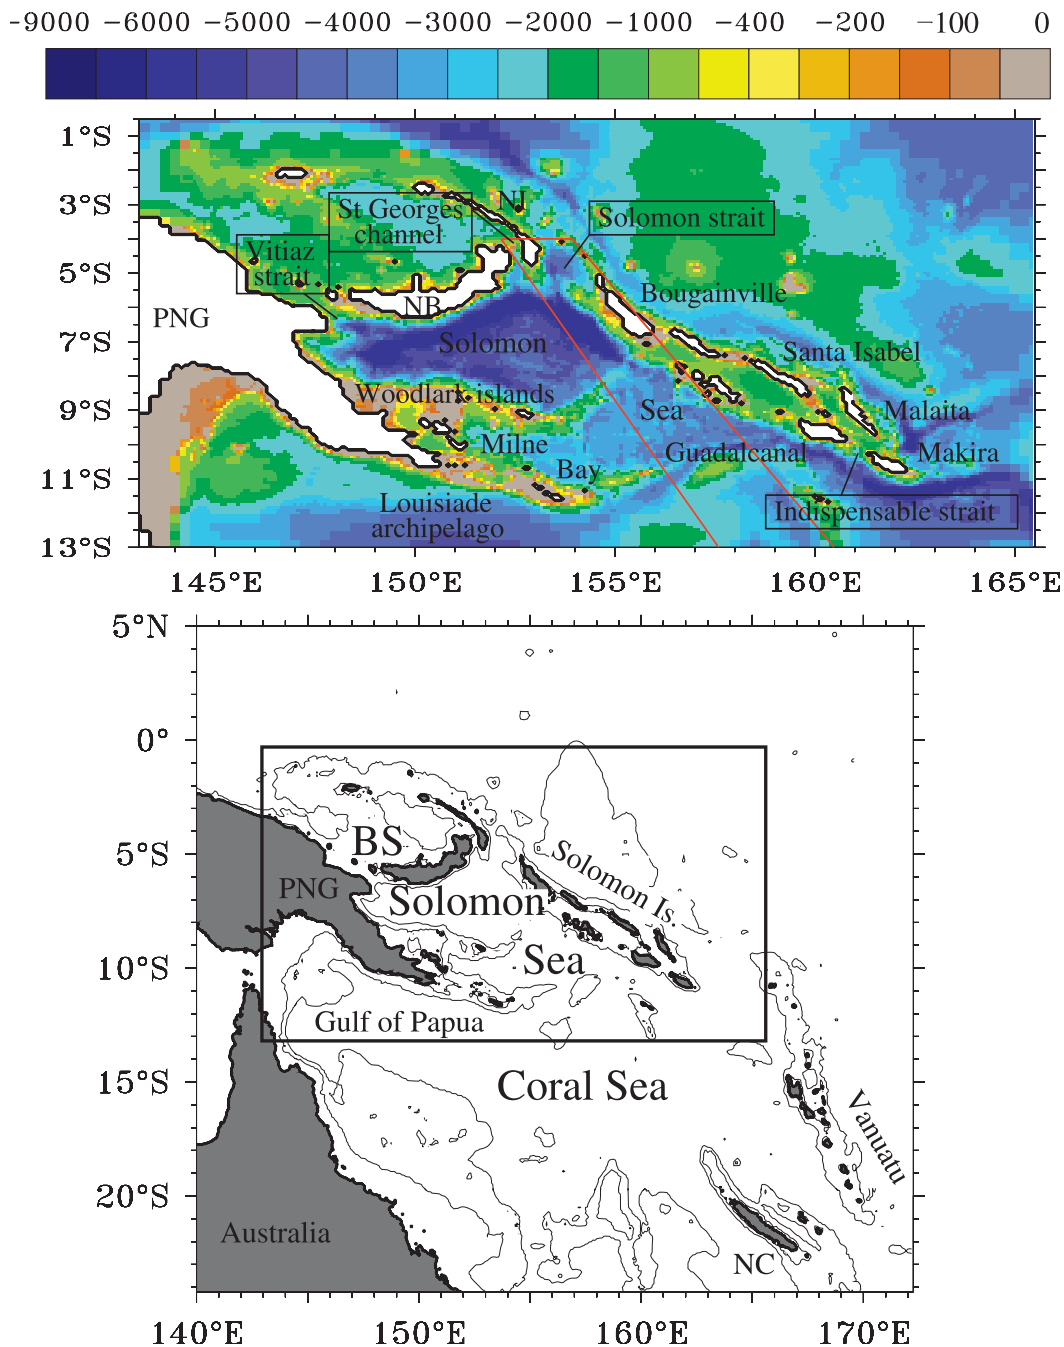 -9000 -6000 -5000 -4000 -3000 -2000 -1000 -400 -200 -100 0
1°S
3°S
5°S
7°S
9°S
11°S
13°S
NI
St Georges
channel
Solomon strait
Vitiaz
strait
Bougainville
NB
PNG
Solomon
Santa Isabel
Woodlark islands
Sea
Malaita
Milne
Guadalcanal
Makira
Bay
Louisiade
archipelago
Indispensable strait
145°E 150°E 155°E 160°E 165°E
5°N
0°
5°S
10°S
15°S
20°S
BS
Solomon Is.
PNG
Solomon
Sea
Gulf of Papua
Coral Sea
Vanuatu
Australia
NC
140°E 150°E 160°E 170°E